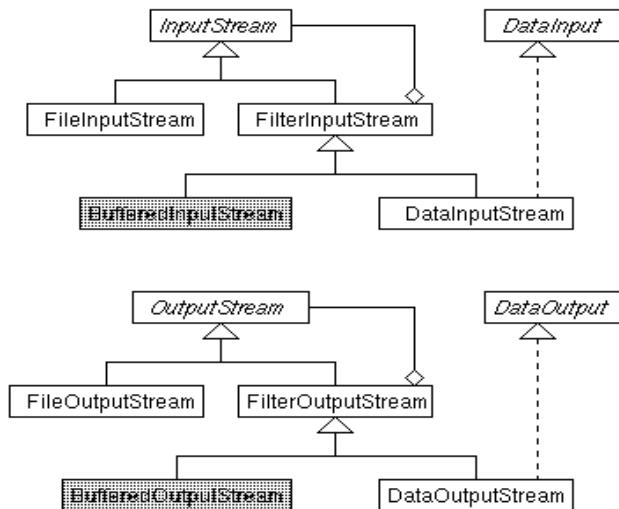 InputStream
DataInput
FileInputStream
FilterInputStream
BufferedInputStream
DataInputStream
OutputStream
DataOutput
FileOutputStream
FilterOutputStream
BufferedOutputStream
DataOutputStream